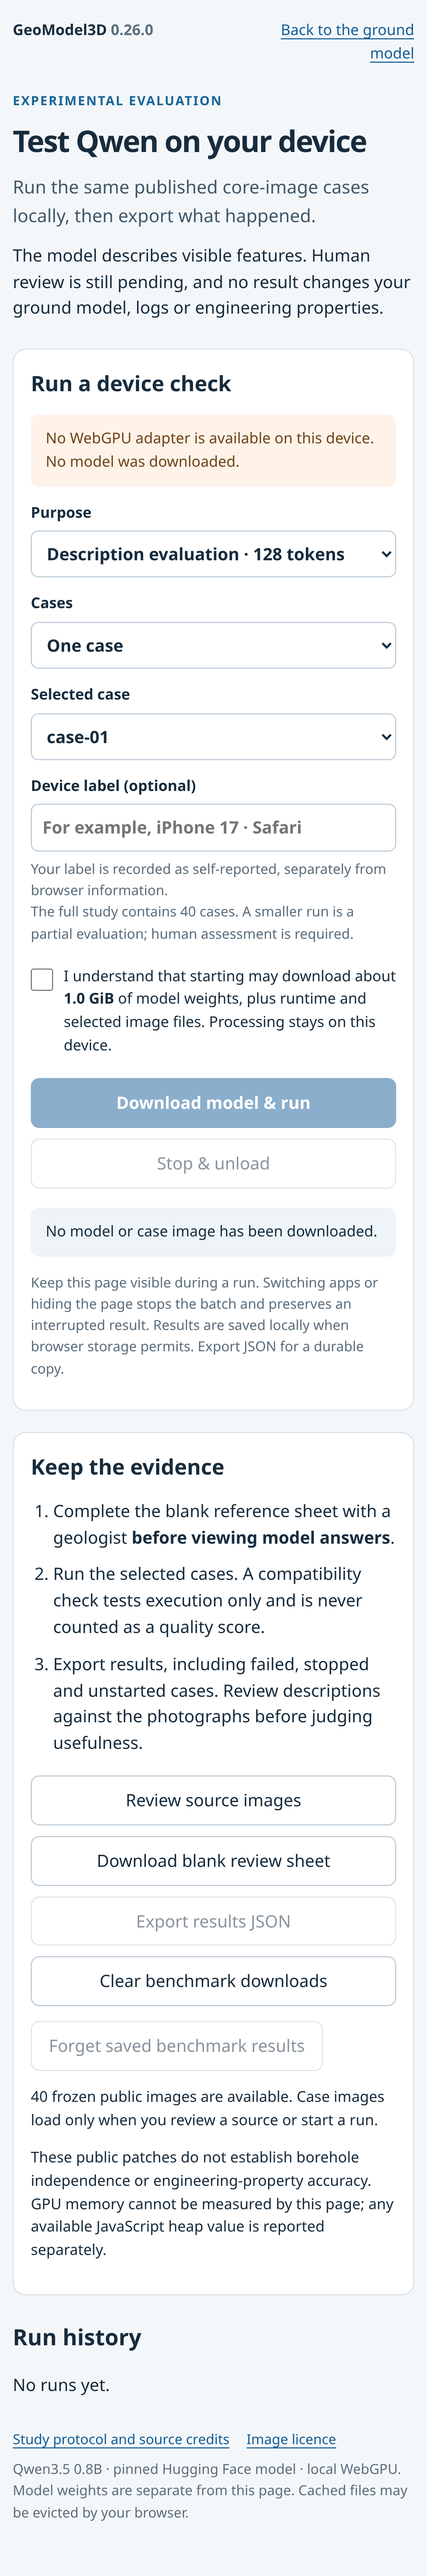 GeoModel3D 0.26.0
Back to the ground
model
EXPERIMENTAL EVALUATION
Test Qwen on your device
Run the same published core-image cases
locally, then export what happened.
The model describes visible features. Human
review is still pending, and no result changes your
ground model, logs or engineering properties.
Run a device check
No WebGPU adapter is available on this device.
No model was downloaded.
Purpose
Description evaluation · 128 tokens
Cases
One case
Selected case
case-01
Device label (optional)
For example, iPhone 17 · Safari
Your label is recorded as self-reported, separately from
browser information.
The full study contains 40 cases. A smaller run is a
partial evaluation; human assessment is required.
I understand that starting may download about
1.0 GiB of model weights, plus runtime and
selected image files. Processing stays on this
device.
Download model & run
Stop & unload
No model or case image has been downloaded.
Keep this page visible during a run. Switching apps or
hiding the page stops the batch and preserves an
interrupted result. Results are saved locally when
browser storage permits. Export JSON for a durable
copy.
Keep the evidence
1. Complete the blank reference sheet with a
geologist before viewing model answers.
2. Run the selected cases. A compatibility
check tests execution only and is never
counted as a quality score.
3. Export results, including failed, stopped
and unstarted cases. Review descriptions
against the photographs before judging
usefulness.
Review source images
Download blank review sheet
Export results JSON
Clear benchmark downloads
Forget saved benchmark results
40 frozen public images are available. Case images
load only when you review a source or start a run.
These public patches do not establish borehole
independence or engineering-property accuracy.
GPU memory cannot be measured by this page; any
available JavaScript heap value is reported
separately.
Run history
No runs yet.
Study protocol and source credits Image licence
Qwen3.5 0.8B · pinned Hugging Face model · local WebGPU.
Model weights are separate from this page. Cached files may
be evicted by your browser.